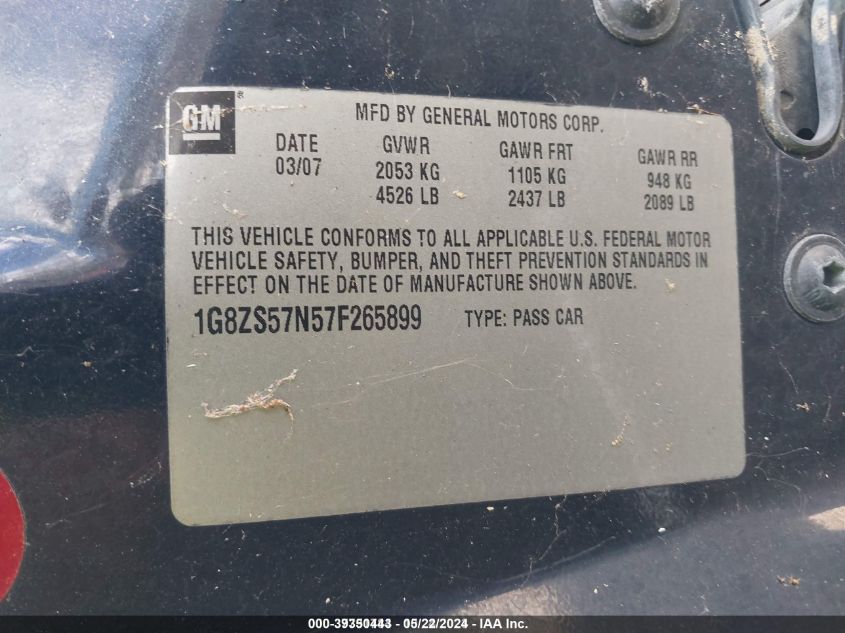 GM ®
MFD BY GENERAL MOTORS CORP.
DATE GVWR GAWR FRT GAWR RR
03/07 2053 KG 1105 KG 948 KG
4526 LB 2437 LB 2089 LB
THIS VEHICLE CONFORMS TO ALL APPLICABLE U.S. FEDERAL MOTOR
VEHICLE SAFETY, BUMPER, AND THEFT PREVENTION STANDARDS IN
EFFECT ON THE DATE OF MANUFACTURE SHOWN ABOVE.
1G8ZS57N57F265899 TYPE: PASS CAR
000-39350443 - 05/22/2024 - IAA Inc.